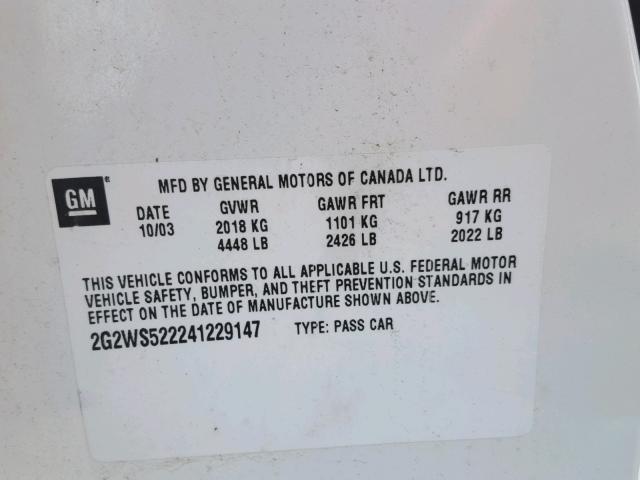 GM®
MFD BY GENERAL MOTORS OF CANADA LTD.
DATE GVWR GAWR FRT GAWR RR
10/03 2018 KG 1101 KG 917 KG
4448 LB 2426 LB 2022 LB
THIS VEHICLE CONFORMS TO ALL APPLICABLE U.S. FEDERAL MOTOR
VEHICLE SAFETY, BUMPER, AND THEFT PREVENTION STANDARDS IN
EFFECT ON THE DATE OF MANUFACTURE SHOWN ABOVE.
2G2WS522241229147 TYPE: PASS CAR